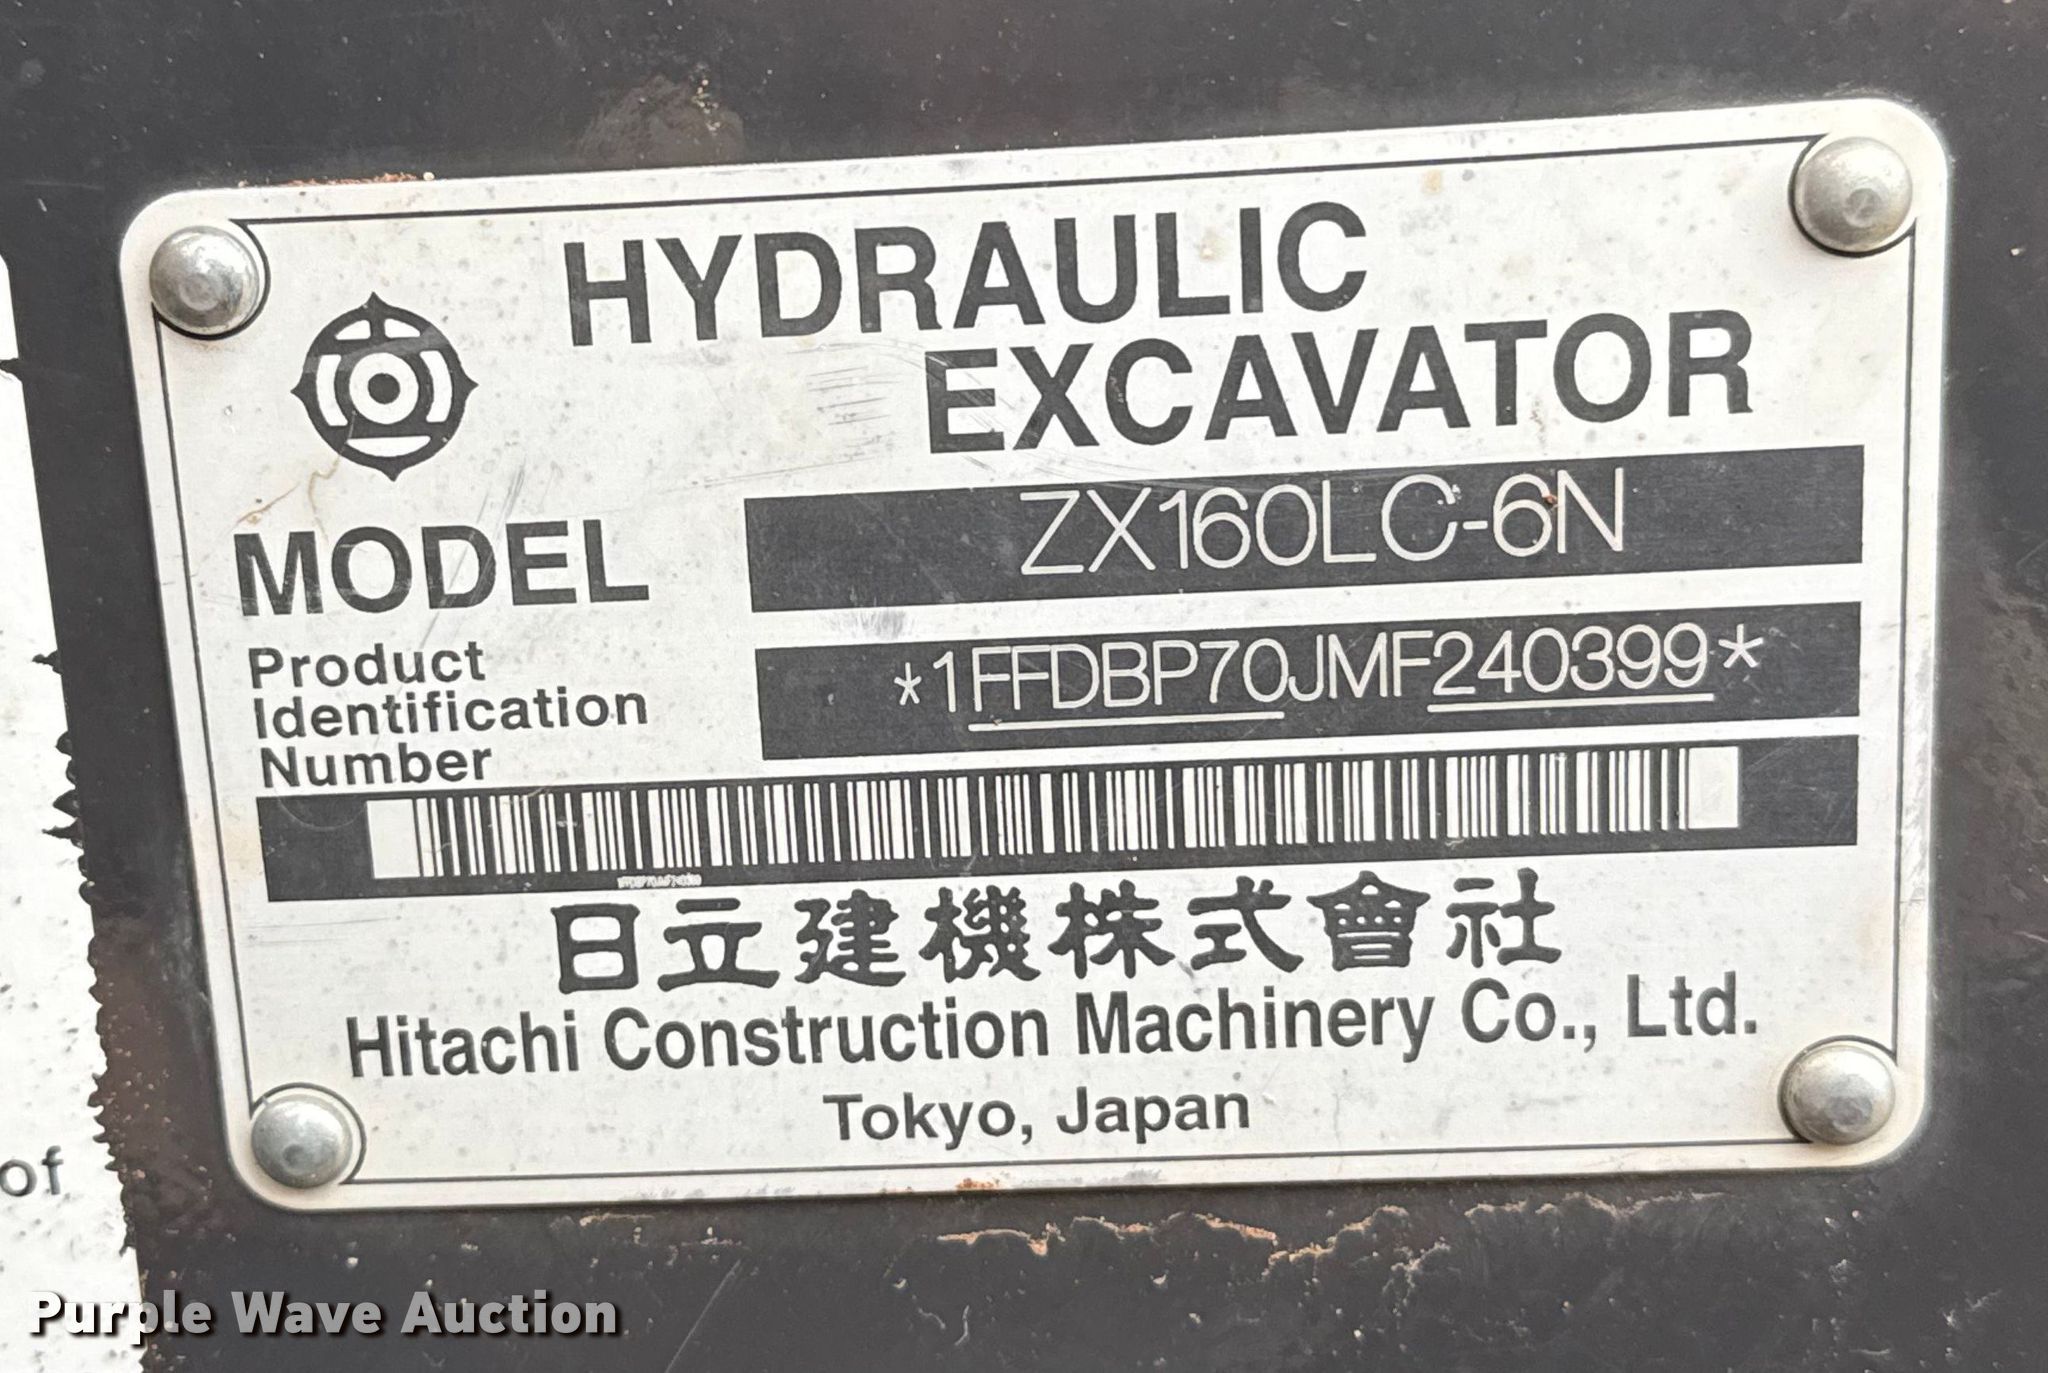 HYDRAULIC
EXCAVATOR
MODEL ZX160LC-6N
Product
Identification
Number
*1FFDBP70JMF240399*
日立建機株式會社
Hitachi Construction Machinery Co., Ltd.
Tokyo, Japan
of
Purple Wave Auction